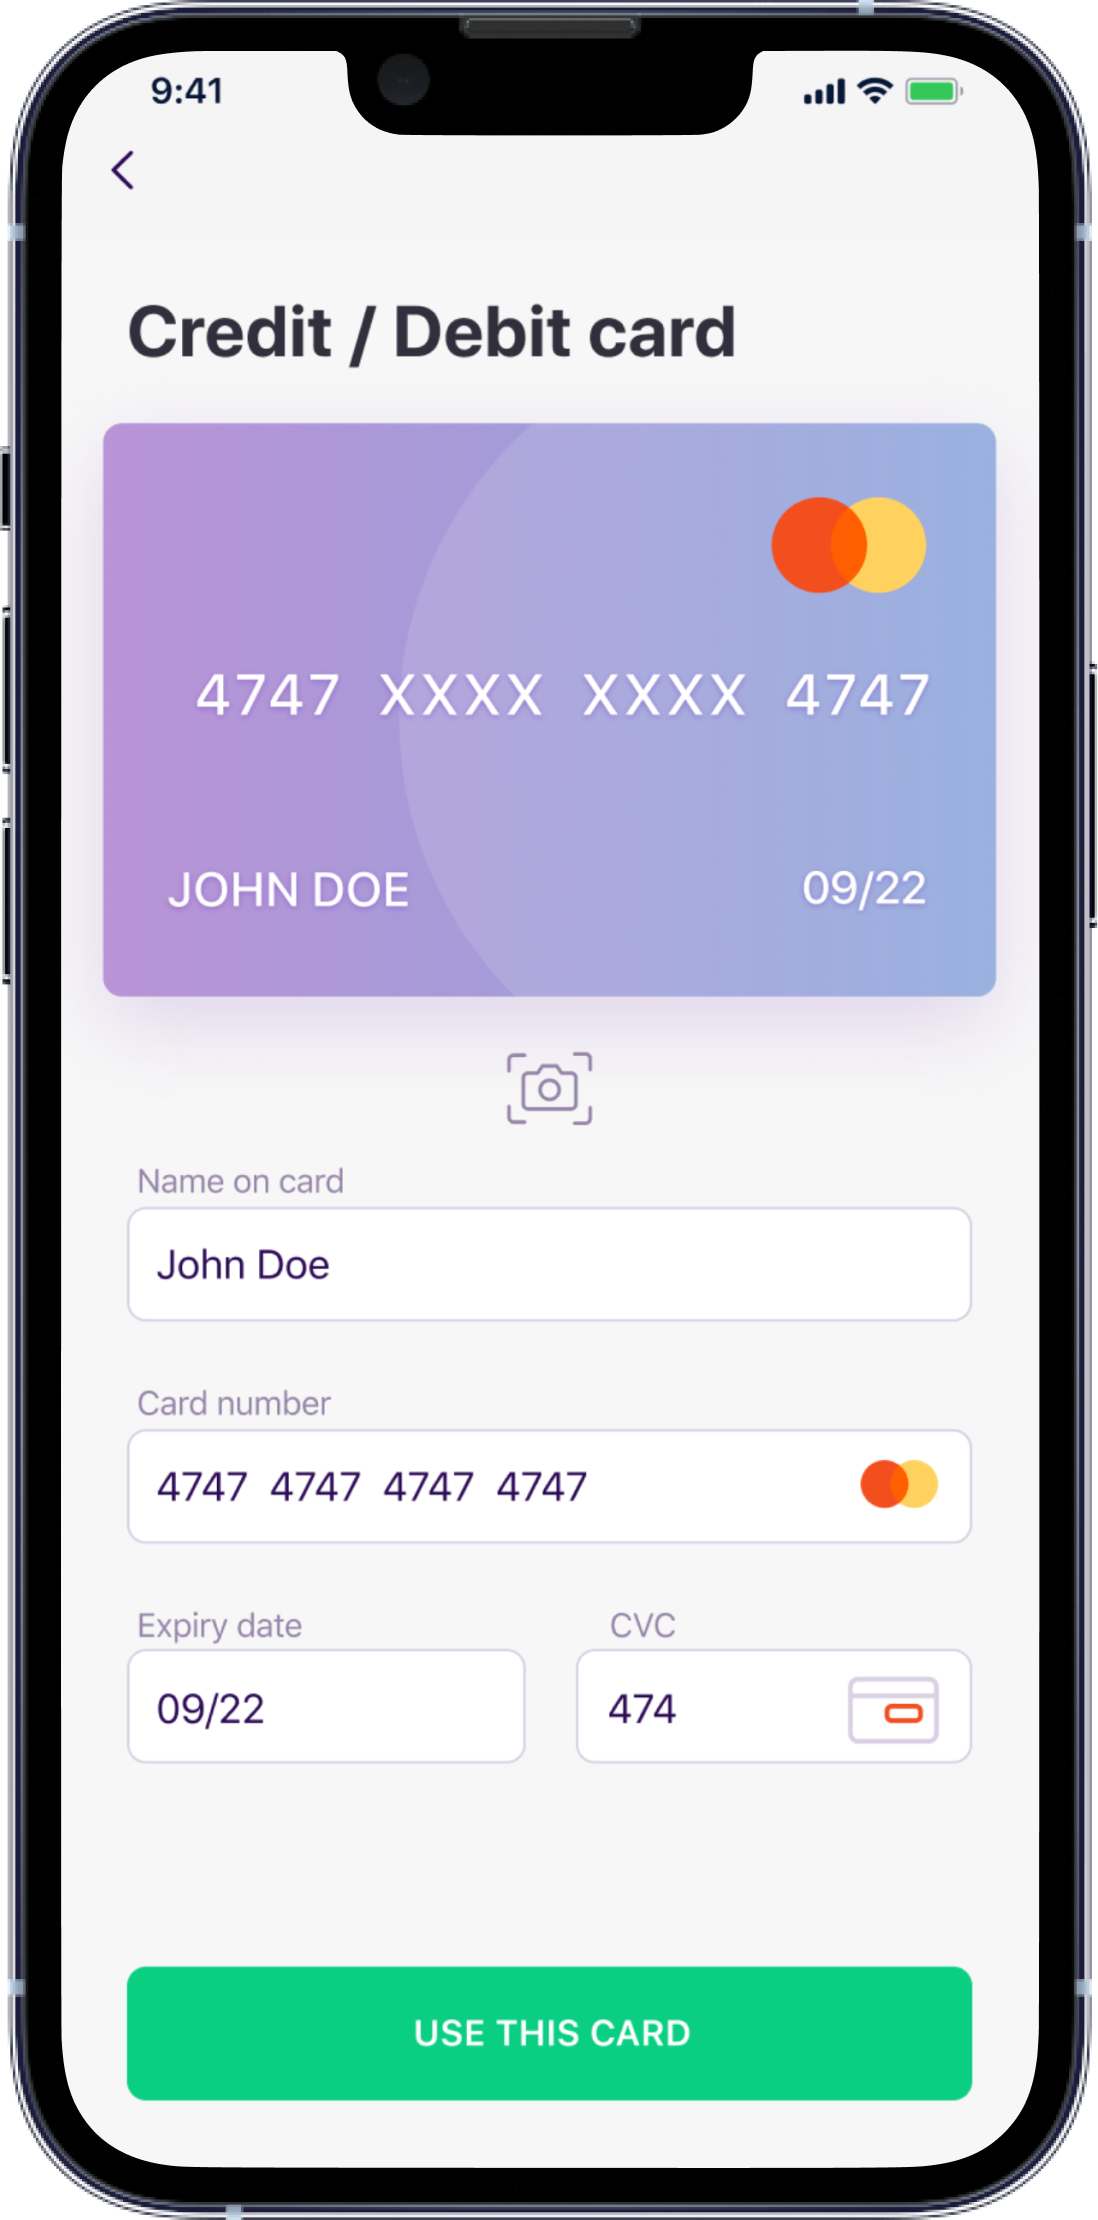 9:41
Credit / Debit card
4747 XXXX XXXX 4747
JOHN DOE 09/22
Name on card
John Doe
Card number
4747 4747 4747 4747
Expiry date CVC
09/22 474
USE THIS CARD